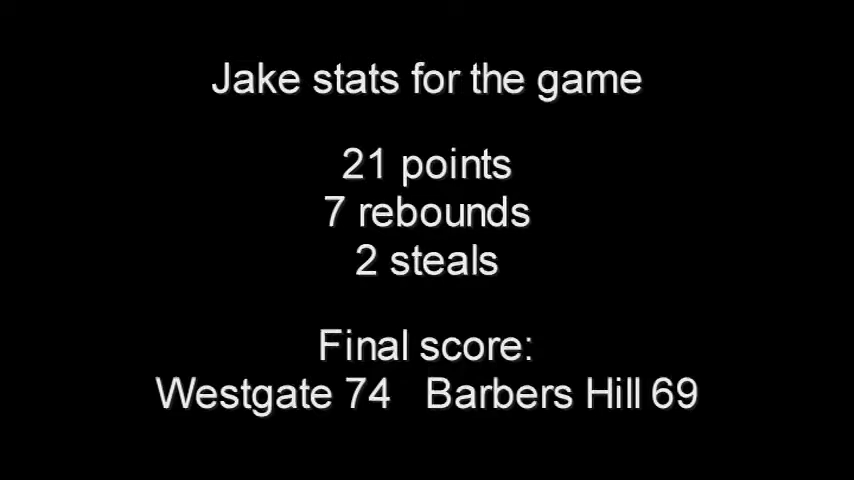 Jake stats for the game
21 points
7 rebounds
2 steals
Final score:
Westgate 74   Barbers Hill 69